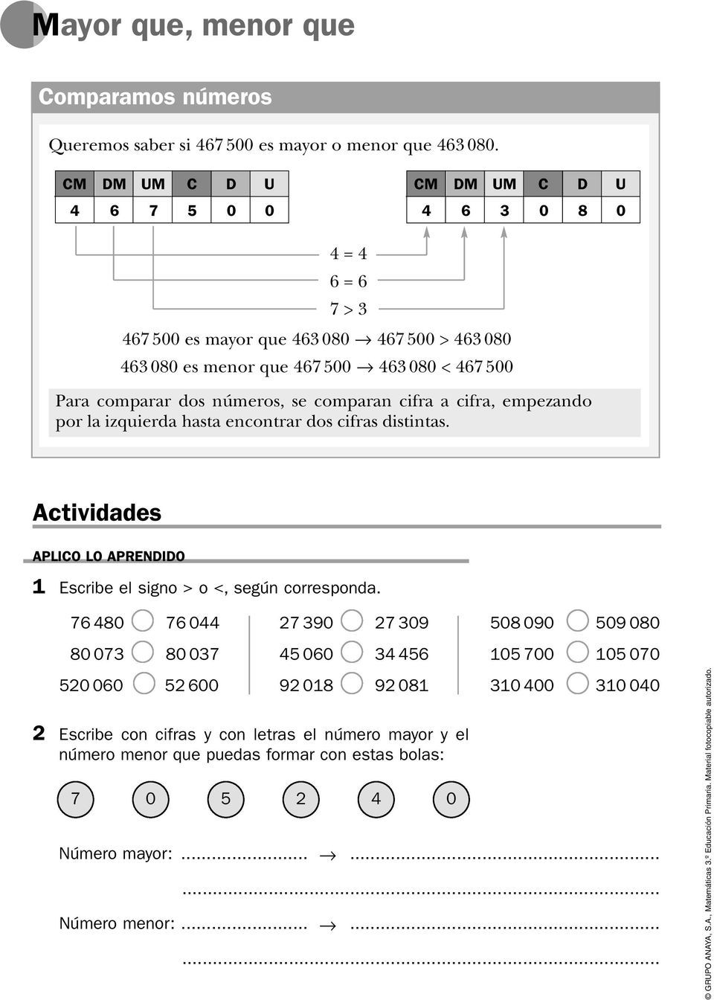 Mayor que, menor que
Comparamos números
Queremos saber si 467 500 es mayor o menor que 463 080.
CM DM UM C D U CM DM UM C D U
4 6 7 5 0 0 4 6 3 0 8 0
4 = 4
6 = 6
7 > 3
467 500 es mayor que 463 080 → 467 500 > 463 080
463 080 es menor que 467 500 → 463 080 < 467 500
Para comparar dos números, se comparan cifra a cifra, empezando
por la izquierda hasta encontrar dos cifras distintas.
Actividades
APLICO LO APRENDIDO
1 Escribe el signo > o <, según corresponda.
76 480 76 044 27 390 27 309 508 090 509 080
80 073 80 037 45 060 34 456 105 700 105 070
520 060 52 600 92 018 92 081 310 400 310 040
2 Escribe con cifras y con letras el número mayor y el
número menor que puedas formar con estas bolas:
7 0 5 2 4 0
Número mayor: ......................... → .............................................................
...............................................................................................
Número menor: ......................... → .............................................................
...............................................................................................
© GRUPO ANAYA, S.A., Matemáticas 3.º Educación Primaria. Material fotocopiable autorizado.